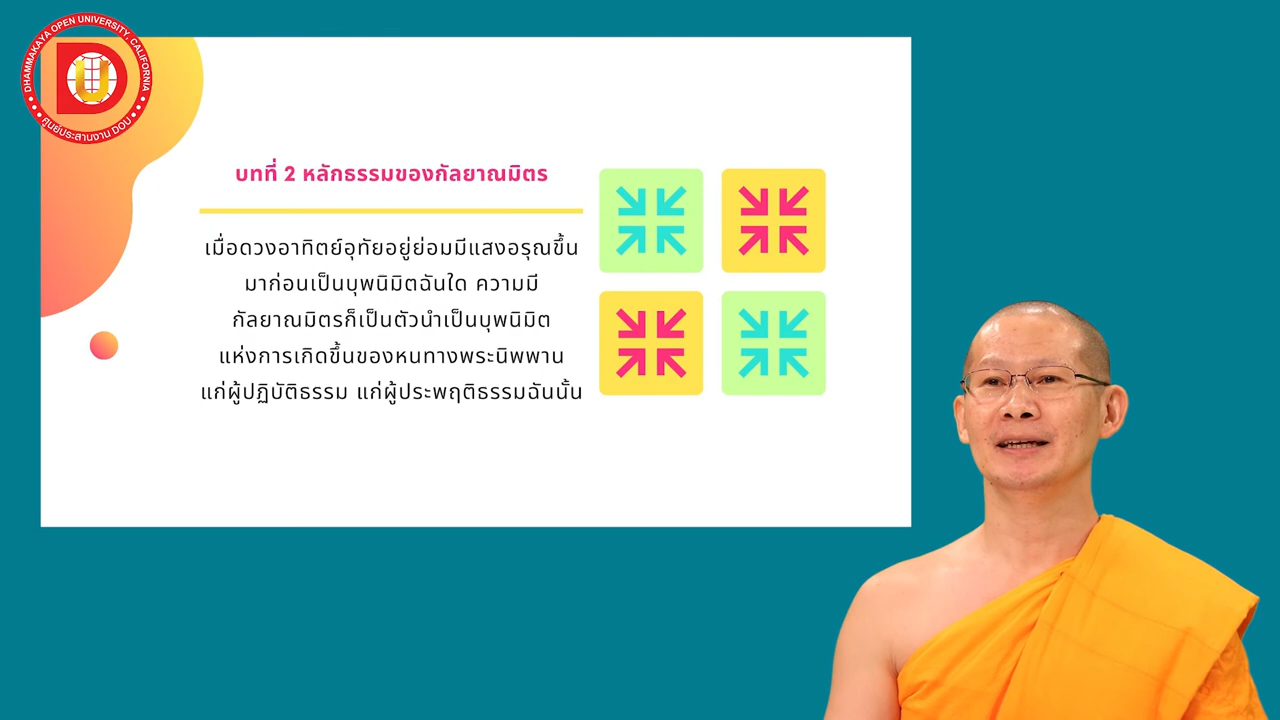 DHAMMAKAYA OPEN UNIVERSITY, CALIFORNIA
DU
ศูนย์ประสานงาน DOU
บทที่ 2 หลักธรรมของกัลยาณมิตร
เมื่อดวงอาทิตย์อุทัยอยู่ย่อมมีแสงอรุณขึ้น
มาก่อนเป็นบุพนิมิตฉันใด ความมี
กัลยาณมิตรก็เป็นตัวนำเป็นบุพนิมิต
แห่งการเกิดขึ้นของหนทางพระนิพพาน
แก่ผู้ปฏิบัติธรรม แก่ผู้ประพฤติธรรมฉันนั้น